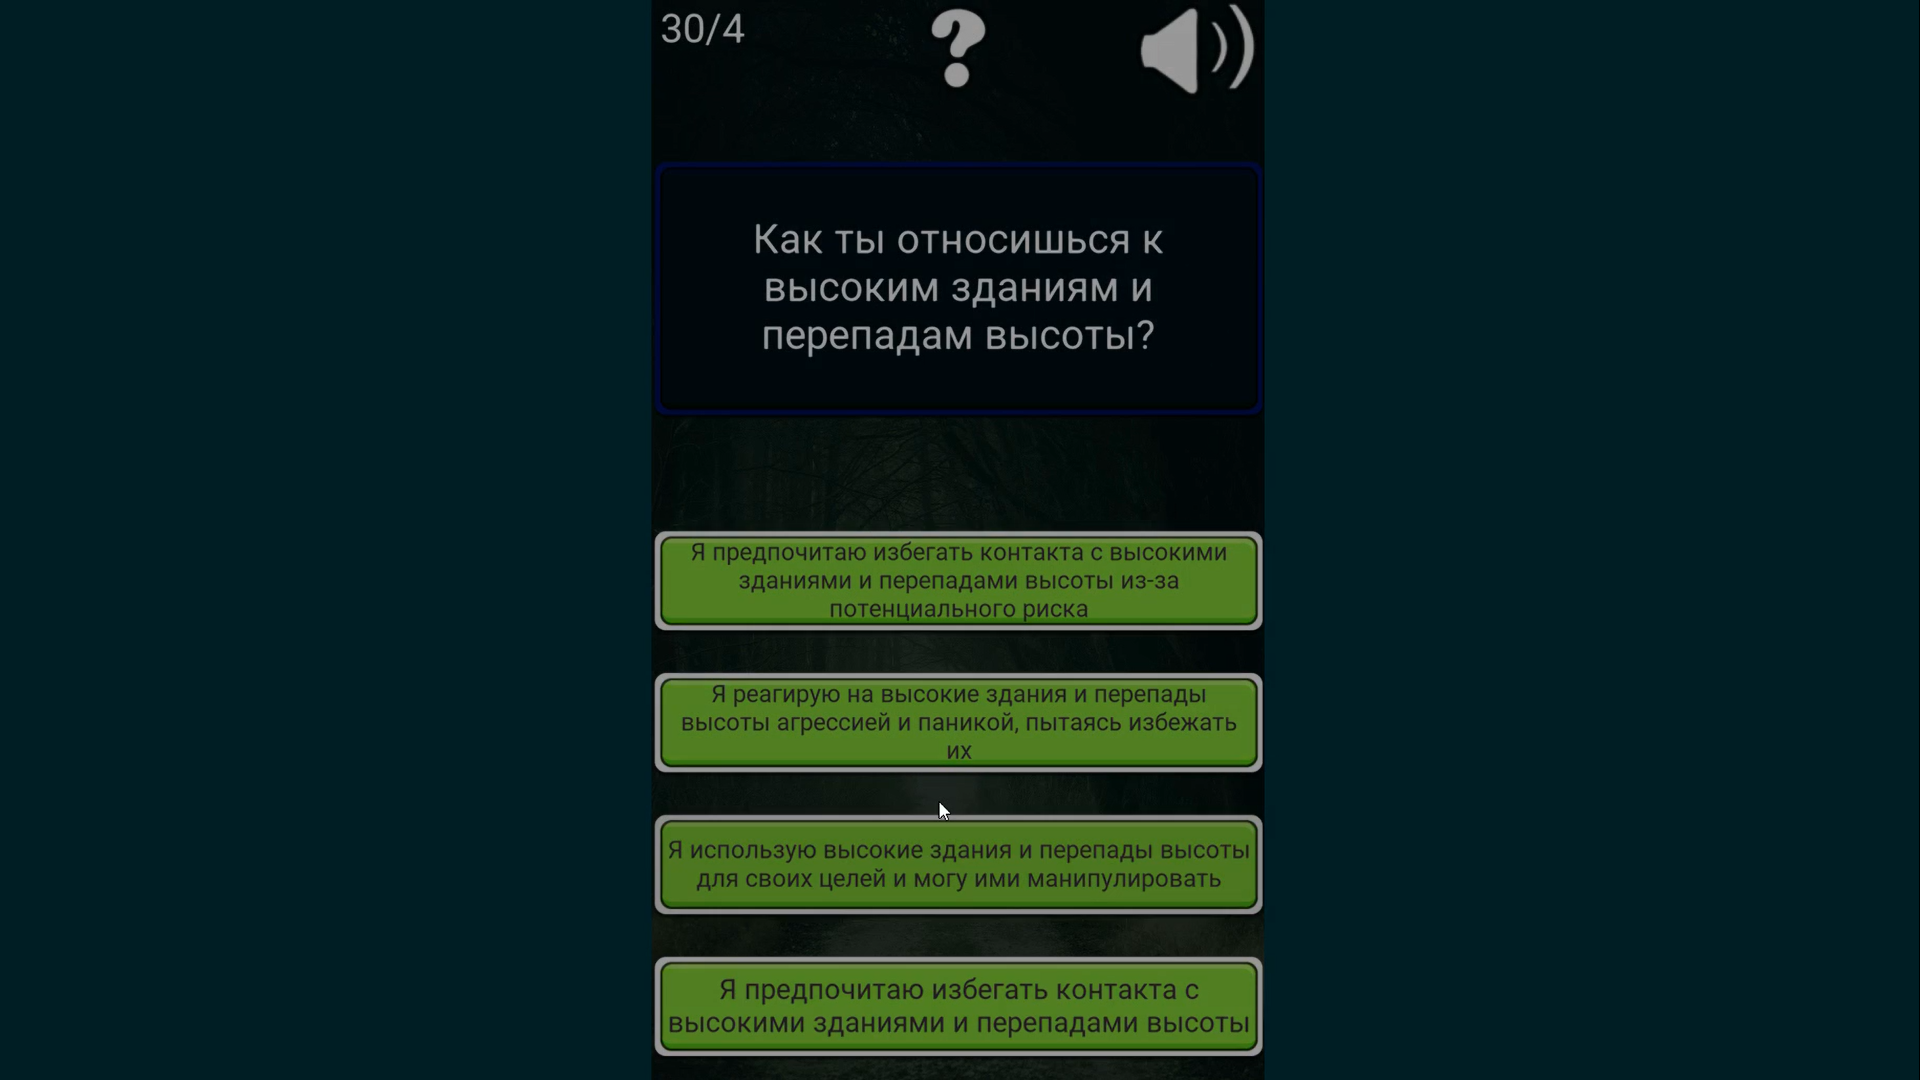 30/4
?
Как ты относишься к
высоким зданиям и
перепадам высоты?
Я предпочитаю избегать контакта с высокими
зданиями и перепадами высоты из-за
потенциального риска
Я реагирую на высокие здания и перепады
высоты агрессией и паникой, пытаясь избежать
их
Я использую высокие здания и перепады высоты
для своих целей и могу ими манипулировать
Я предпочитаю избегать контакта с
высокими зданиями и перепадами высоты